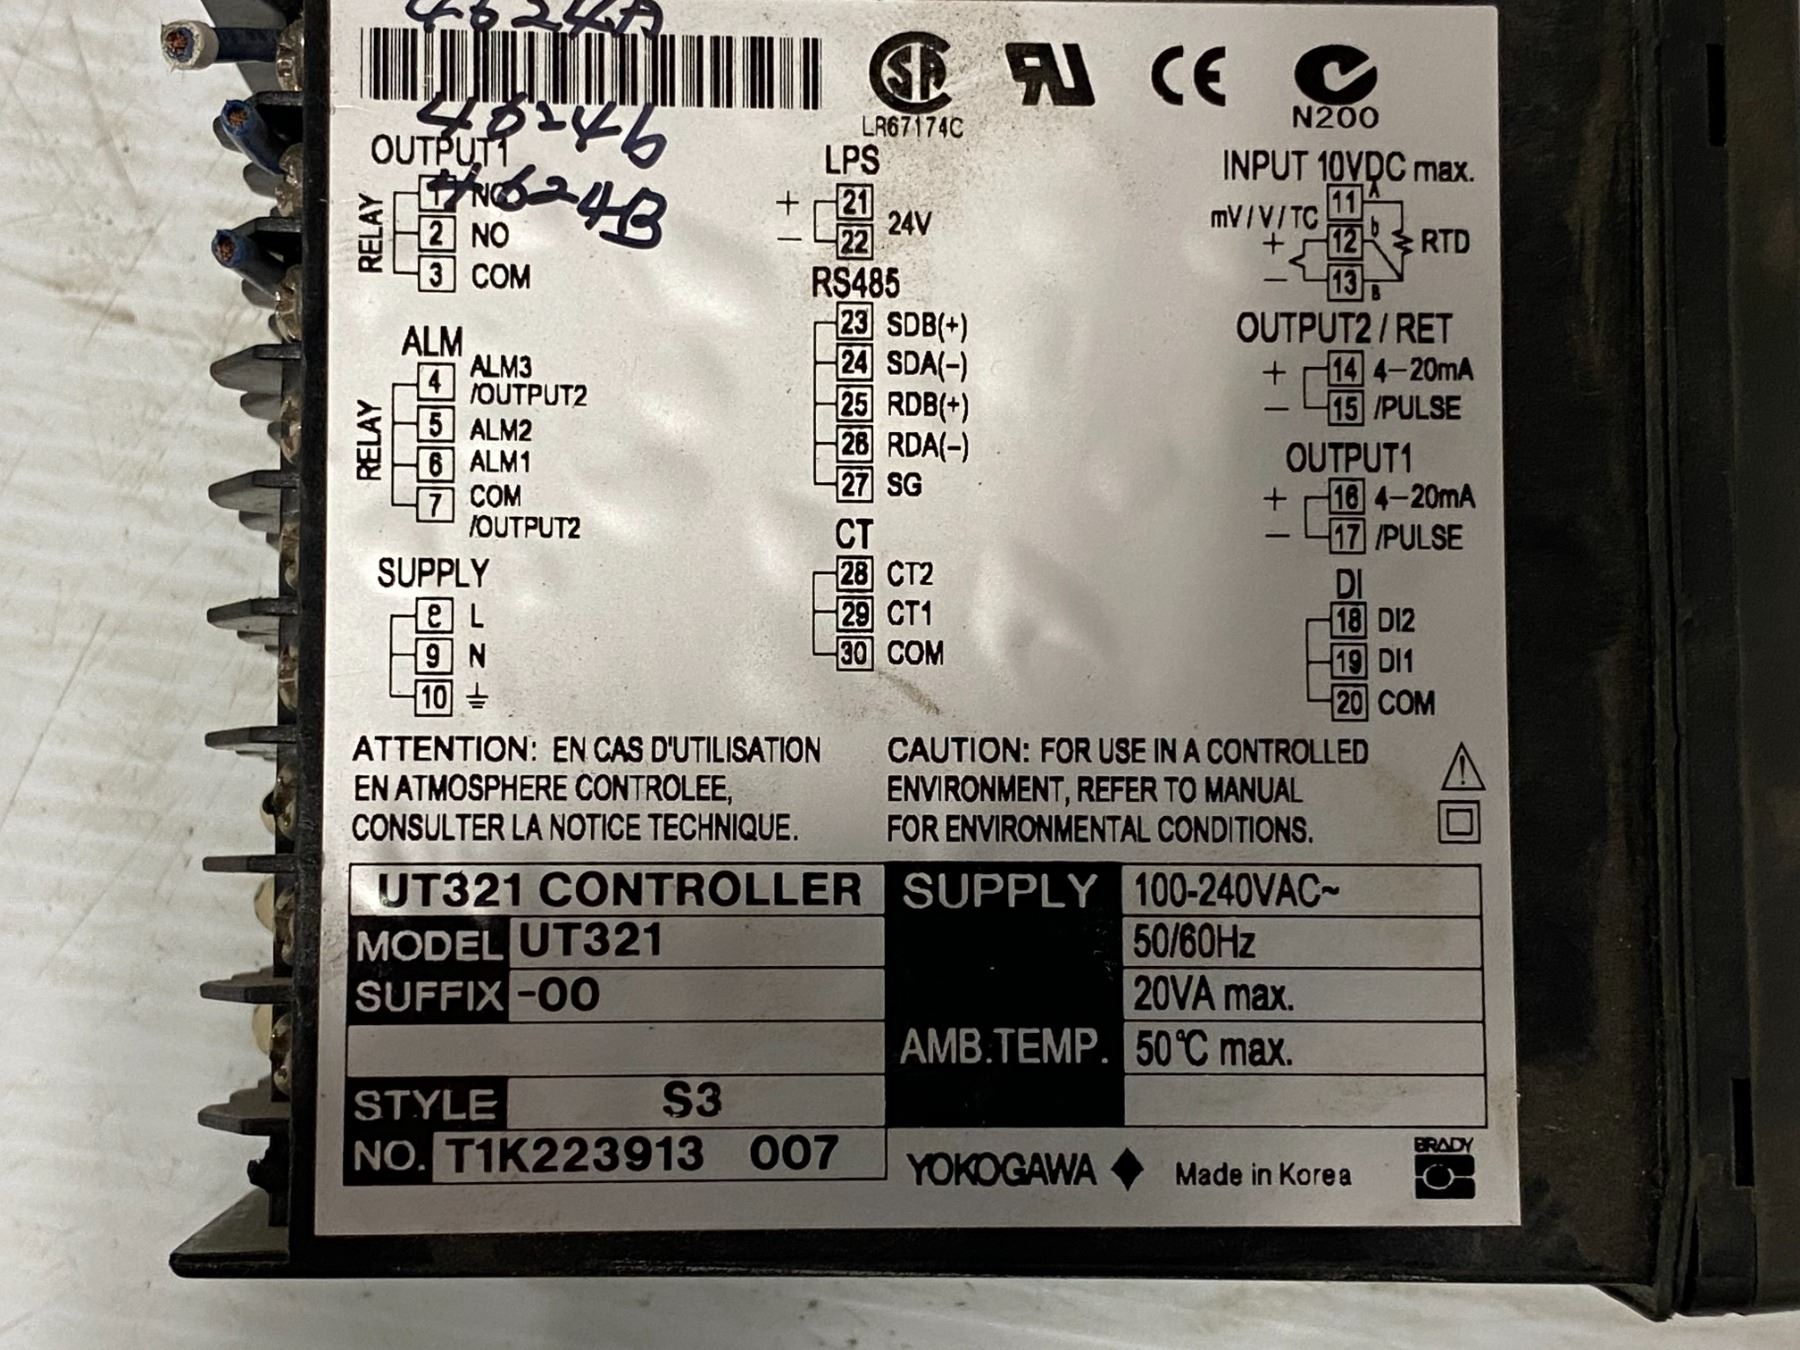 4624A
46246
4624B
LR67174C
N200
OUTPUT1
RELAY
1 NC
2 NO
3 COM
ALM
RELAY
4 ALM3
/OUTPUT2
5 ALM2
6 ALM1
7 COM
/OUTPUT2
SUPPLY
8 L
9 N
10
LPS
+ 21
24V
− 22
RS485
23 SDB(+)
24 SDA(−)
25 RDB(+)
26 RDA(−)
27 SG
CT
28 CT2
29 CT1
30 COM
INPUT 10VDC max.
mV/V/TC 11 A
+ 12 b RTD
− 13 B
OUTPUT2/RET
+ 14 4−20mA
− 15 /PULSE
OUTPUT1
+ 16 4−20mA
− 17 /PULSE
DI
18 DI2
19 DI1
20 COM
ATTENTION: EN CAS D'UTILISATION
EN ATMOSPHERE CONTROLEE,
CONSULTER LA NOTICE TECHNIQUE.
CAUTION: FOR USE IN A CONTROLLED
ENVIRONMENT, REFER TO MANUAL
FOR ENVIRONMENTAL CONDITIONS.
UT321 CONTROLLER
MODEL UT321
SUFFIX -00
STYLE S3
NO. T1K223913 007
SUPPLY 100-240VAC~
50/60Hz
20VA max.
AMB.TEMP. 50°C max.
YOKOGAWA Made in Korea
BRADY